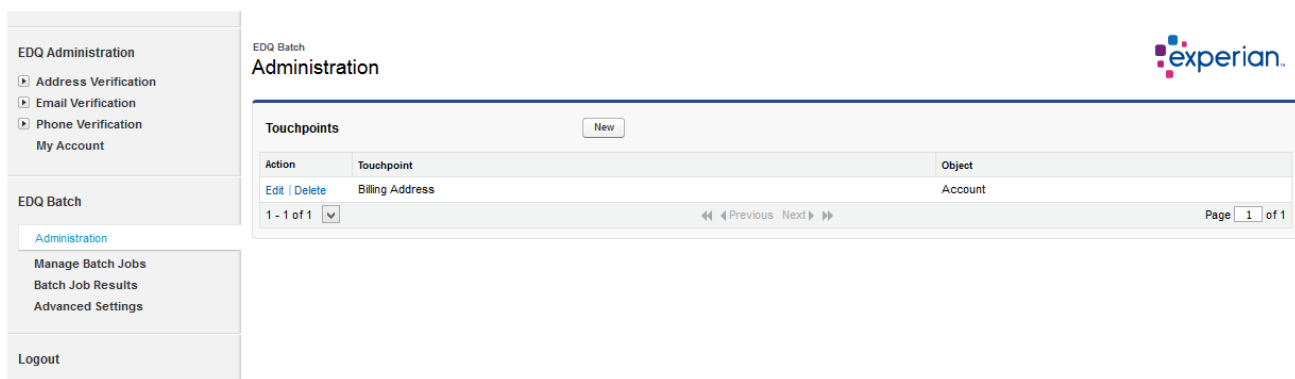 EDQ Administration
Address Verification
Email Verification
Phone Verification
My Account
EDQ Batch
Administration
Manage Batch Jobs
Batch Job Results
Advanced Settings
Logout
EDQ Batch
Administration
experian™
Touchpoints New
Action Touchpoint Object
Edit | Delete Billing Address Account
1 - 1 of 1 Previous Next Page 1 of 1